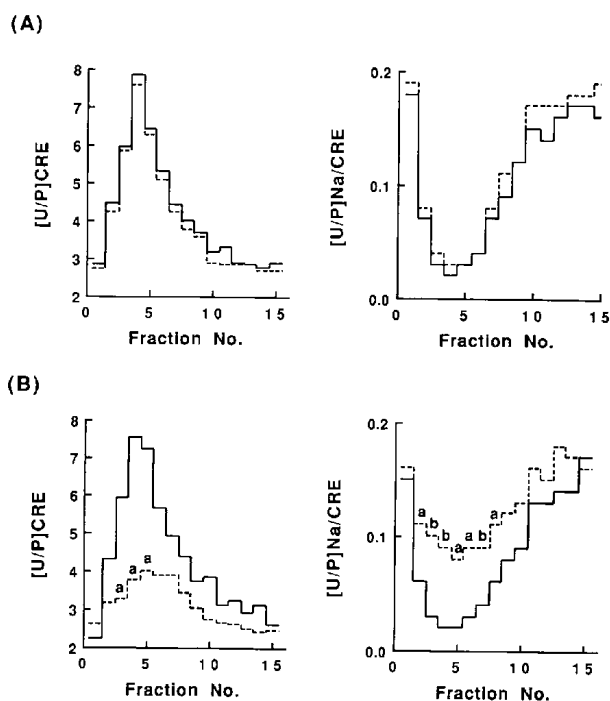 (A)
[U/P]CRE
8
7
6
5
4
3
2
0 5 10 15
Fraction No.
[U/P]Na/CRE
0.2
0.1
0.0
0 5 10 15
Fraction No.
(B)
[U/P]CRE
8
7
6
5
4
3
2
a a a
0 5 10 15
Fraction No.
[U/P]Na/CRE
0.2
0.1
0.0
a b b a a b a
0 5 10 15
Fraction No.